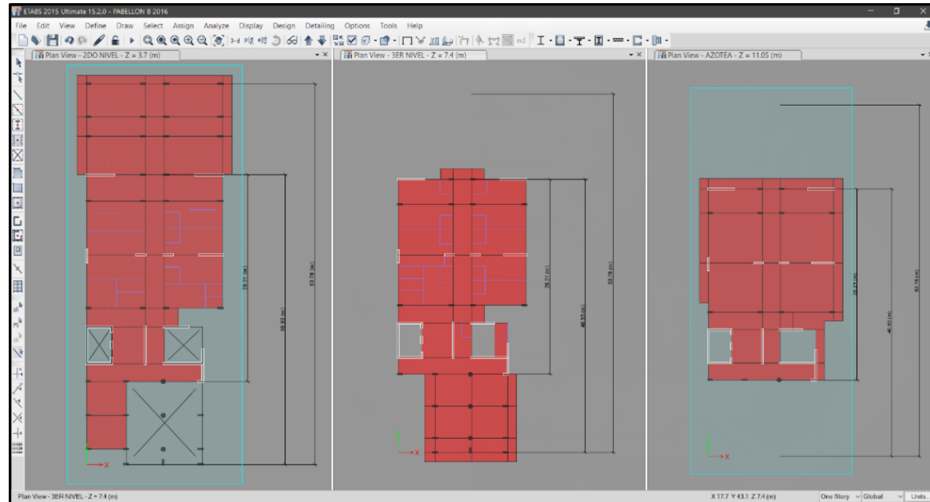 ETABS 2015 Ultimate 15.2.0 - PABELLON B 2016
File Edit View Define Draw Select Assign Analyze Display Design Detailing Options Tools Help
Plan View - 2DO NIVEL - Z = 3.7 (m)
Plan View - 3ER NIVEL - Z = 7.4 (m)
Plan View - AZOTEA - Z = 11.05 (m)
X
X
X
Plan View - 3ER NIVEL - Z = 7.4 (m)
X 17.7 Y 43.1 Z 7.4 (m)
One Story
Global
Units...